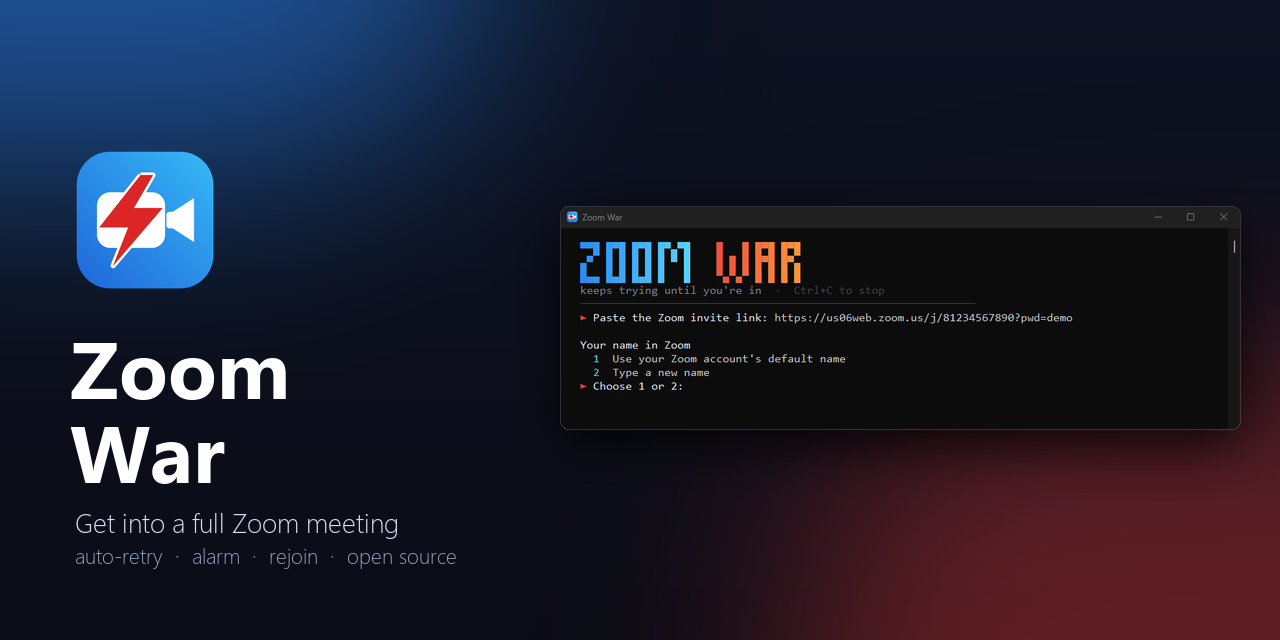 Zoom
War
Get into a full Zoom meeting
auto-retry · alarm · rejoin · open source
Zoom War
ZOOM WAR
keeps trying until you're in · Ctrl+C to stop
► Paste the Zoom invite link: https://us06web.zoom.us/j/81234567890?pwd=demo
Your name in Zoom
1 Use your Zoom account's default name
2 Type a new name
► Choose 1 or 2: